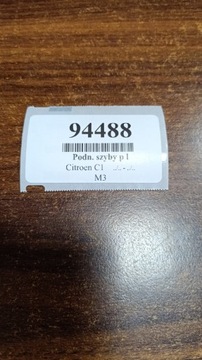 94488
Podn. szyby p l
Citroen C1
M3